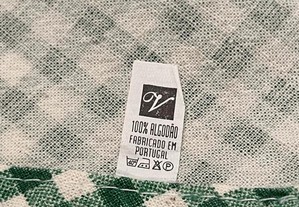 V
100% ALGODÃO
FABRICADO EM
PORTUGAL
P